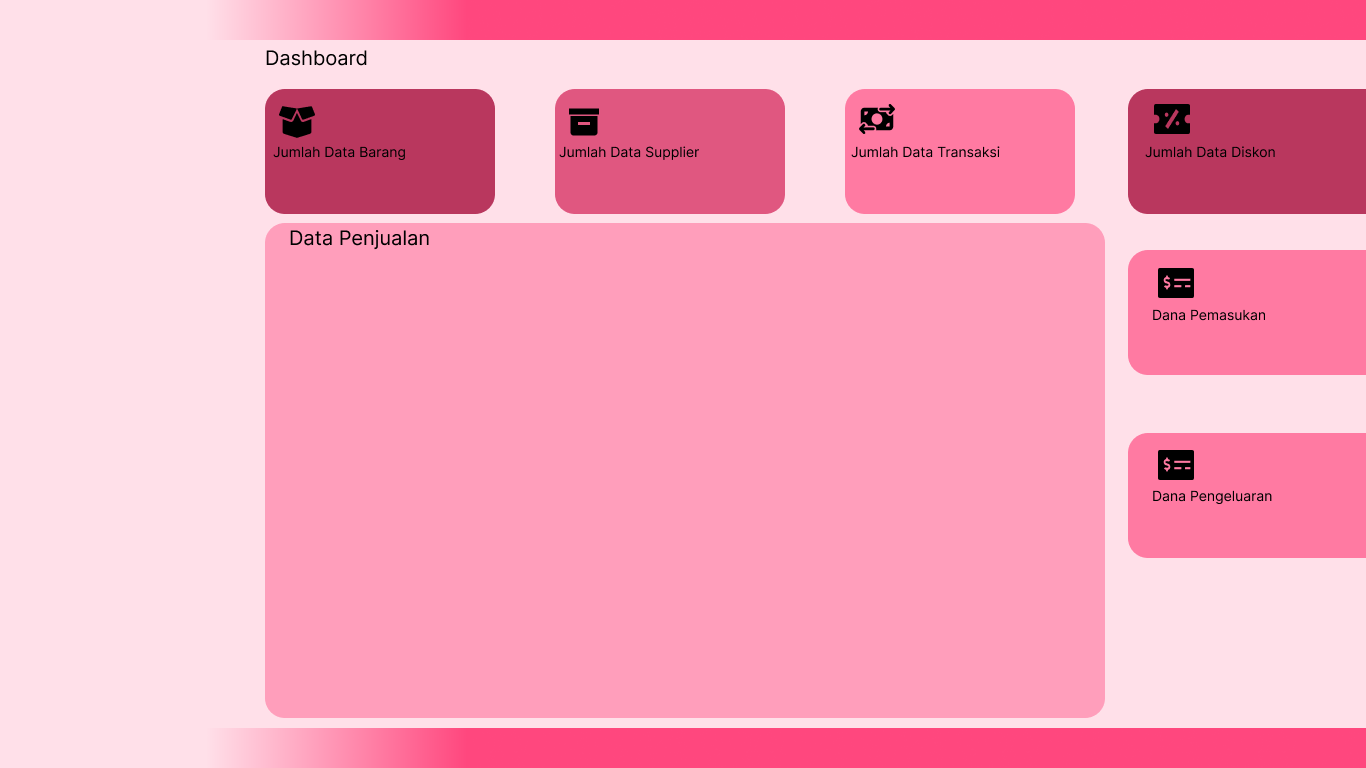 Dashboard
Jumlah Data Barang
Jumlah Data Supplier
Jumlah Data Transaksi
Jumlah Data Diskon
Data Penjualan
Dana Pemasukan
Dana Pengeluaran